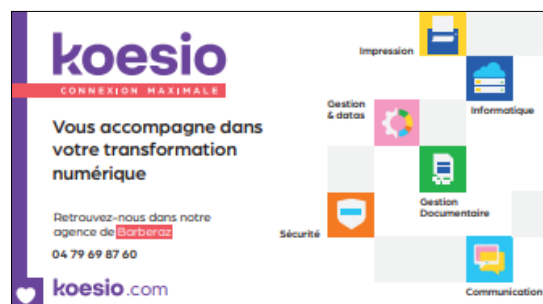 koesio
CONNEXION MAXIMALE
Vous accompagne dans
votre transformation
numérique
Retrouvez-nous dans notre
agence de Barberaz
04 79 69 87 60
koesio.com
Impression
Informatique
Gestion
& datas
Gestion
Documentaire
Sécurité
Communication